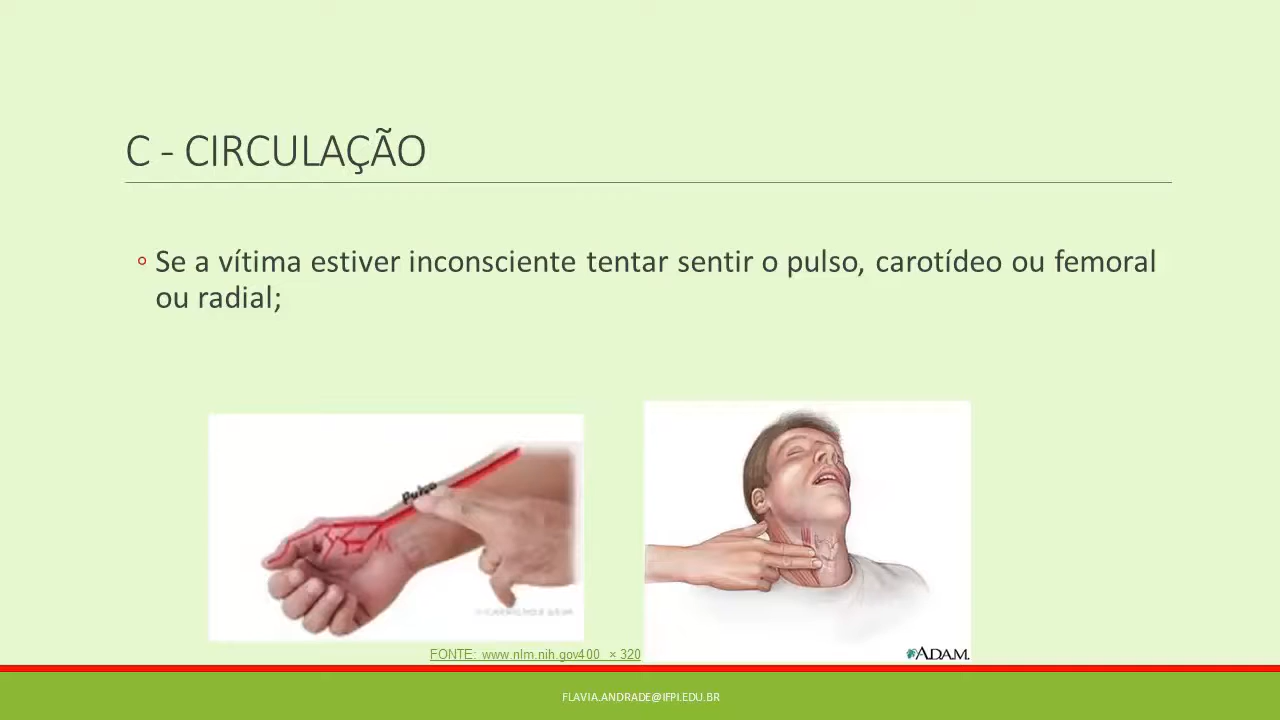 C - CIRCULAÇÃO
◦ Se a vítima estiver inconsciente tentar sentir o pulso, carotídeo ou femoral
ou radial;
Pulso
ADAM.
FONTE: www.nlm.nih.gov400 × 320
FLAVIA.ANDRADE@IFPI.EDU.BR